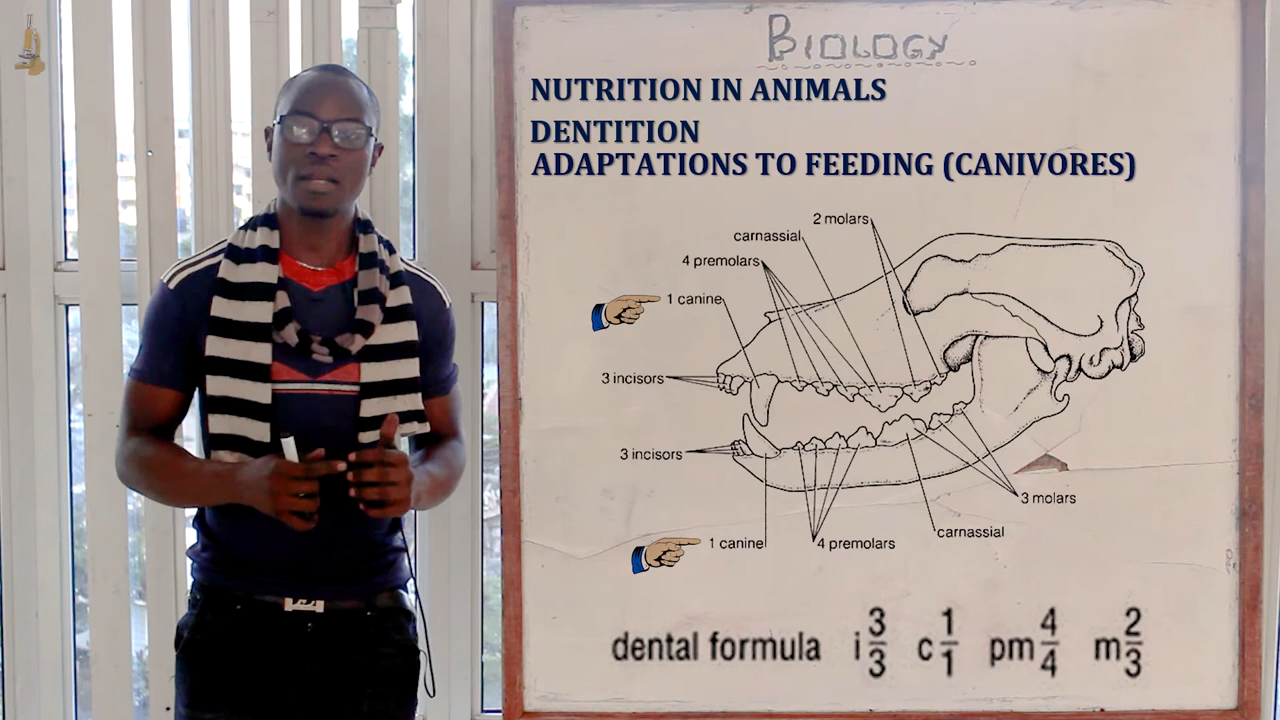 BIOLOGY
NUTRITION IN ANIMALS
DENTITION
ADAPTATIONS TO FEEDING (CANIVORES)
2 molars
carnassial
4 premolars
1 canine
3 incisors
3 incisors
3 molars
carnassial
1 canine
4 premolars
dental formula i 3/3 c 1/1 pm 4/4 m 2/3